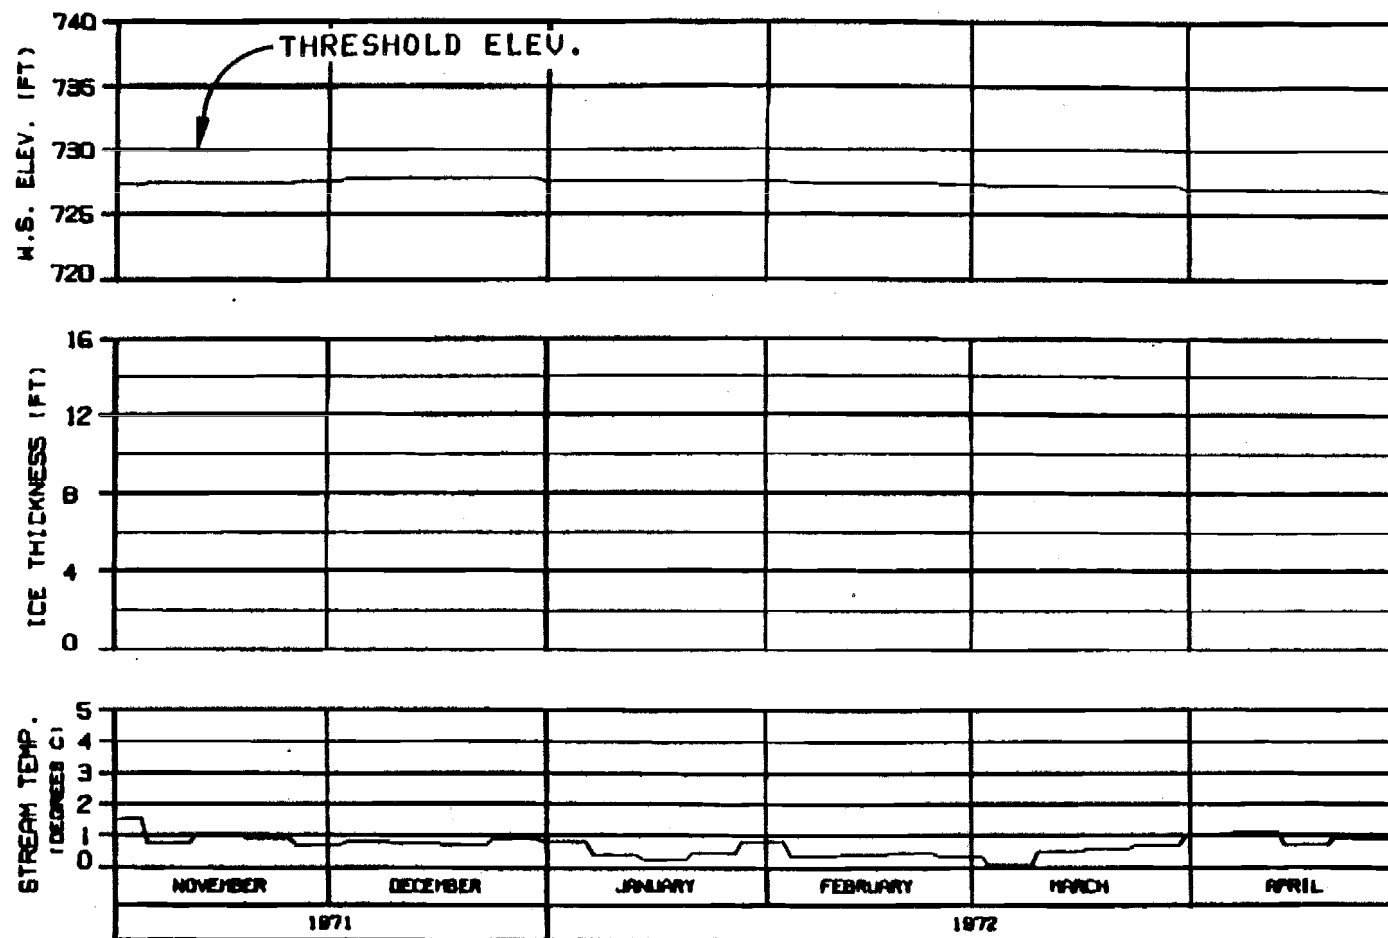 740
THRESHOLD ELEV.
735
730
725
720
W.S. ELEV. (FT)
16
12
8
4
0
ICE THICKNESS (FT)
5
4
3
2
1
0
STREAM TEMP.
(DEGREES C)
NOVEMBER DECEMBER JANUARY FEBRUARY MARCH APRIL
1971 1972